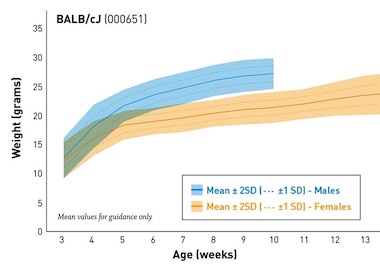 BALB/cJ (000651)
Weight (grams)
35
30
25
20
15
10
5
0
Mean ± 2SD (--- ±1 SD) - Males
Mean ± 2SD (--- ±1 SD) - Females
Mean values for guidance only
3 4 5 6 7 8 9 10 11 12 13
Age (weeks)